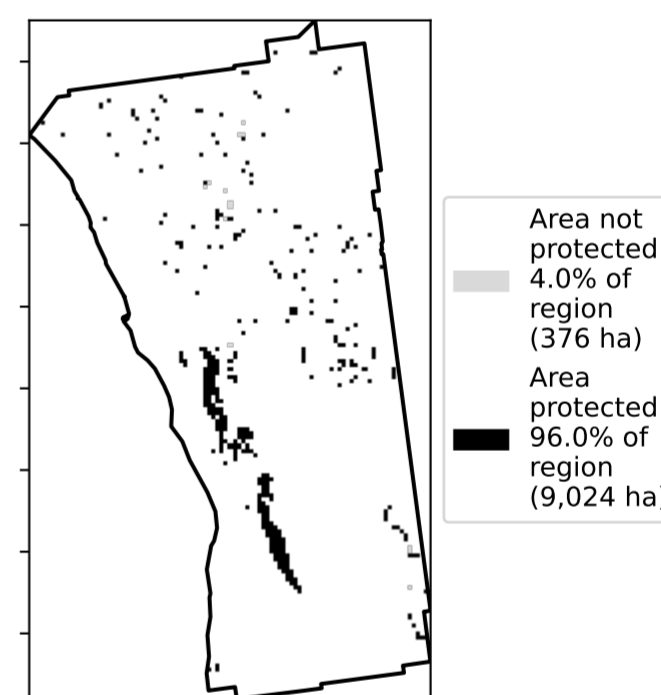 Area not
protected
4.0% of
region
(376 ha)
Area
protected
96.0% of
region
(9,024 ha)